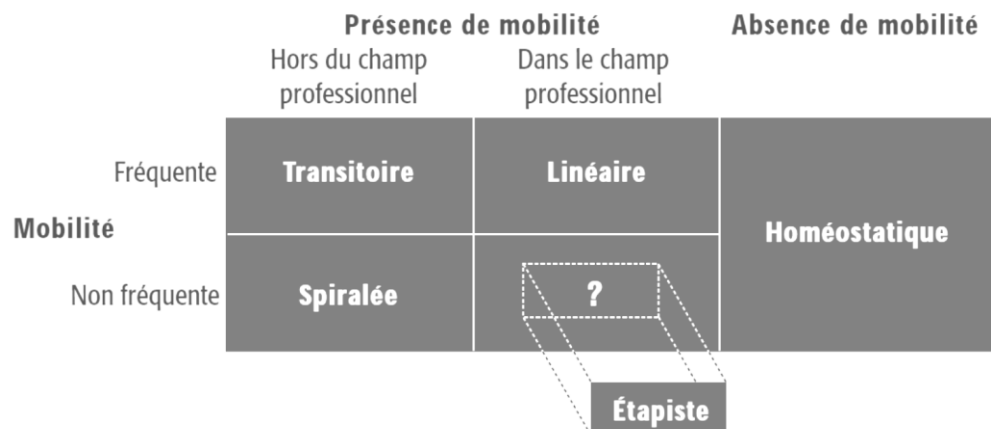 Présence de mobilité
Absence de mobilité
Hors du champ
professionnel
Dans le champ
professionnel
Fréquente
Transitoire
Linéaire
Mobilité
Homéostatique
Non fréquente
Spiralée
?
Étapiste